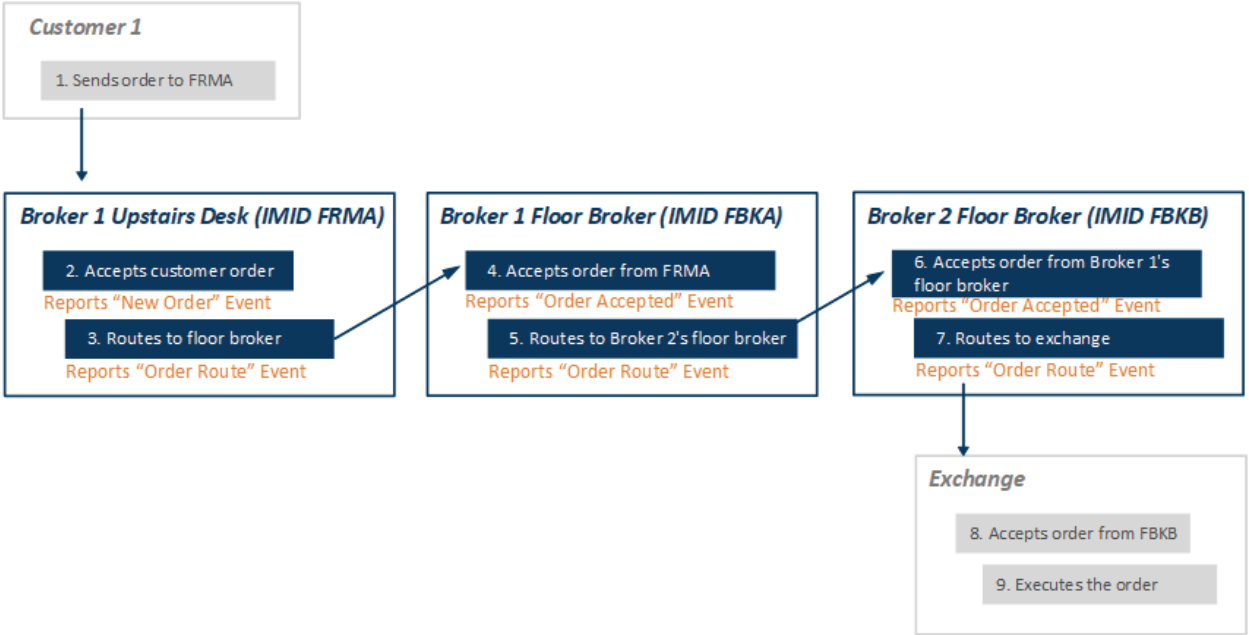 Customer 1
1. Sends order to FRMA
Broker 1 Upstairs Desk (IMID FRMA)
2. Accepts customer order
Reports “New Order” Event
3. Routes to floor broker
Reports “Order Route” Event
Broker 1 Floor Broker (IMID FBKA)
4. Accepts order from FRMA
Reports “Order Accepted” Event
5. Routes to Broker 2's floor broker
Reports “Order Route” Event
Broker 2 Floor Broker (IMID FBKB)
6. Accepts order from Broker 1's
floor broker
Reports “Order Accepted” Event
7. Routes to exchange
Reports “Order Route” Event
Exchange
8. Accepts order from FBKB
9. Executes the order